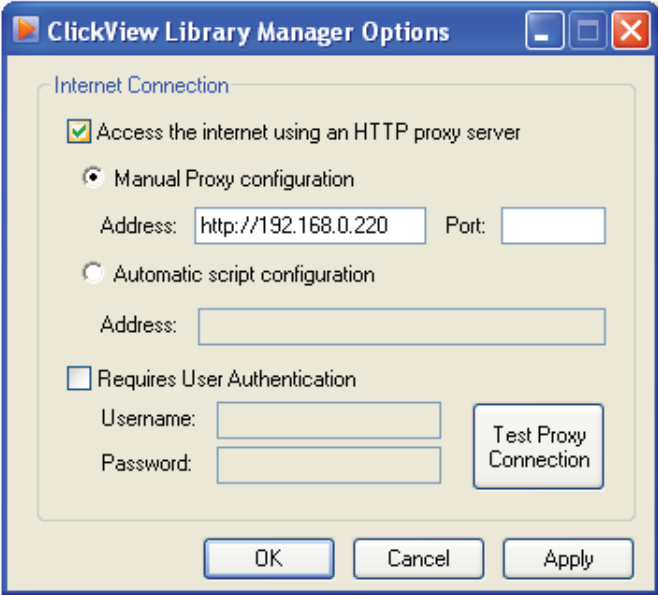 ClickView Library Manager Options
Internet Connection
Access the internet using an HTTP proxy server
Manual Proxy configuration
Address: http://192.168.0.220 Port:
Automatic script configuration
Address:
Requires User Authentication
Username:
Password:
Test Proxy
Connection
OK Cancel Apply